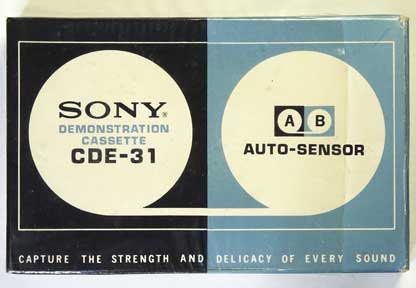 SONY®
DEMONSTRATION
CASSETTE
CDE-31
A B
AUTO-SENSOR
CAPTURE THE STRENGTH AND DELICACY OF EVERY SOUND